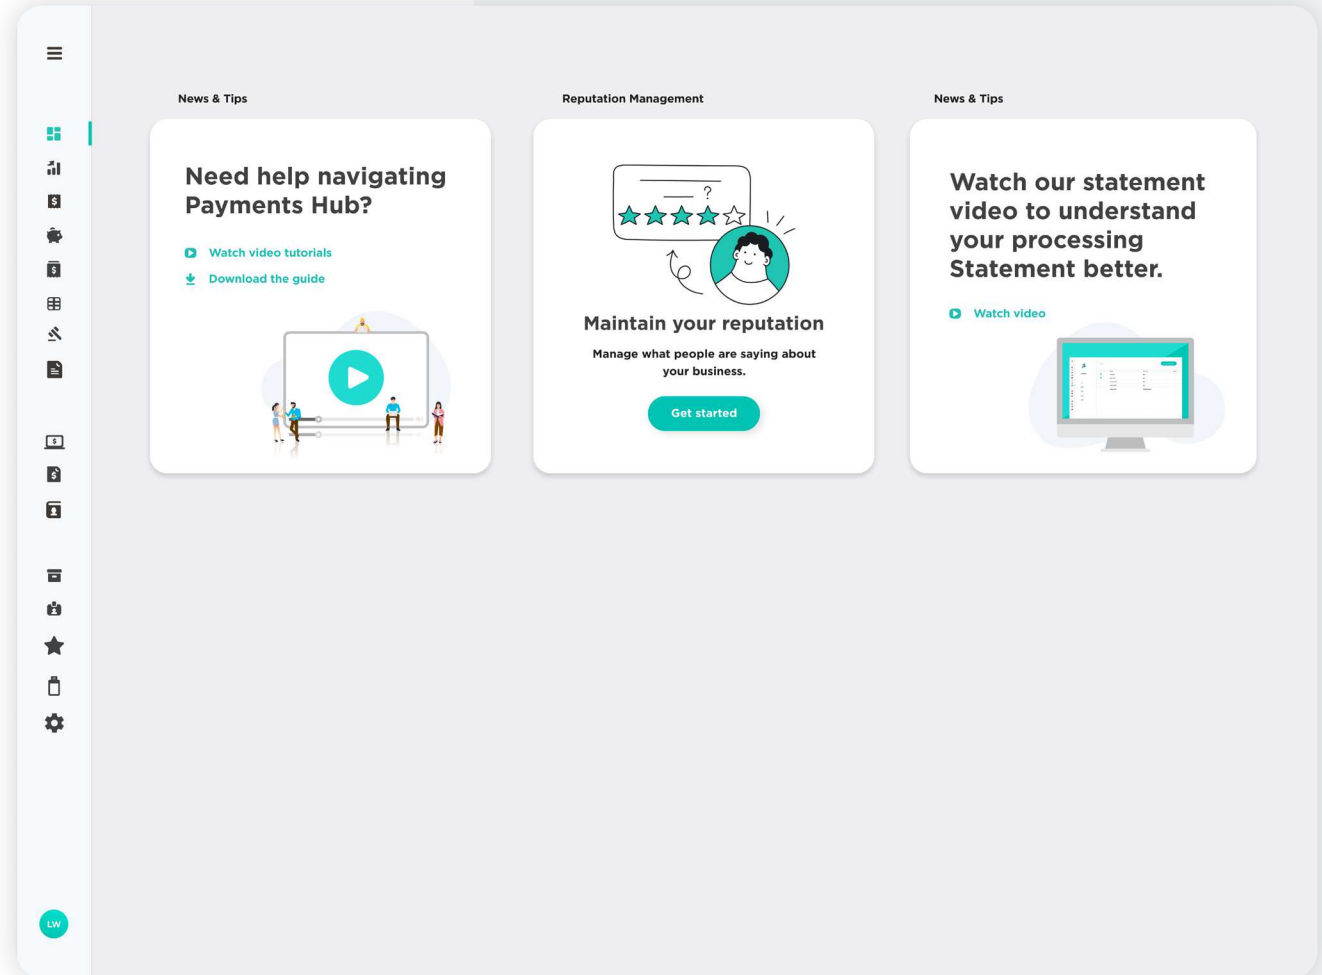 News & Tips
Need help navigating
Payments Hub?
Watch video tutorials
Download the guide
Reputation Management
?
Maintain your reputation
Manage what people are saying about
your business.
Get started
News & Tips
Watch our statement
video to understand
your processing
Statement better.
Watch video
LW